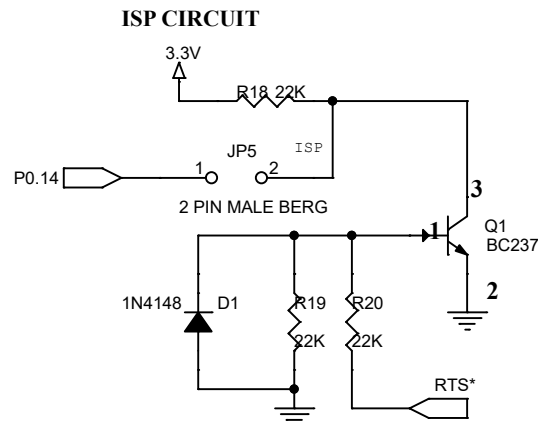 ISP CIRCUIT
3.3V
R18 22K
ISP
JP5
1 2
P0.14
2 PIN MALE BERG
3
1
Q1
BC237
2
1N4148 D1
R19 R20
22K 22K
RTS*